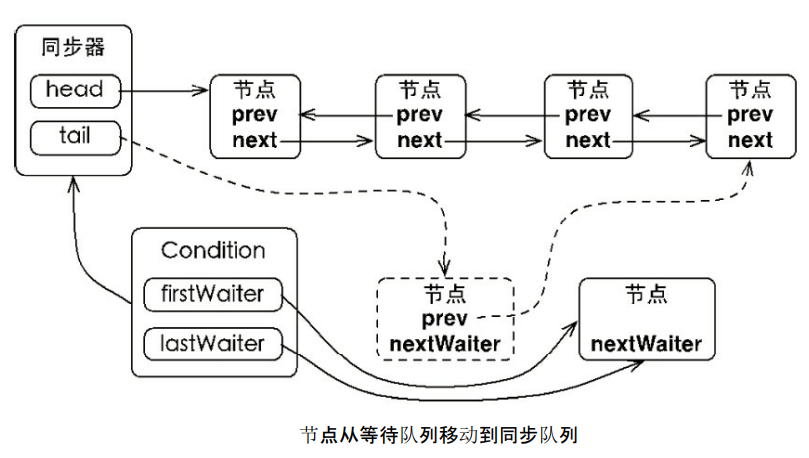 同步器
head
tail
节点
prev
next
节点
prev
next
节点
prev
next
节点
prev
next
Condition
firstWaiter
lastWaiter
节点
prev
nextWaiter
节点
nextWaiter
节点从等待队列移动到同步队列